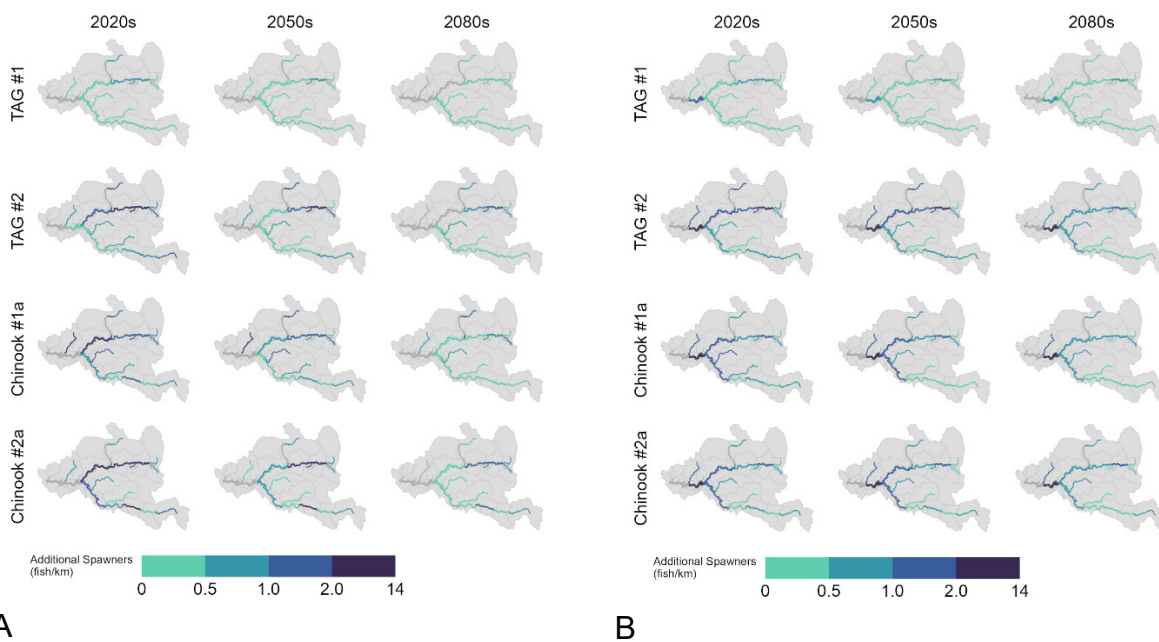 2020s 2050s 2080s
TAG #1
TAG #2
Chinook #1a
Chinook #2a
Additional Spawners
(fish/km)
0 0.5 1.0 2.0 14
A
2020s 2050s 2080s
TAG #1
TAG #2
Chinook #1a
Chinook #2a
Additional Spawners
(fish/km)
0 0.5 1.0 2.0 14
B